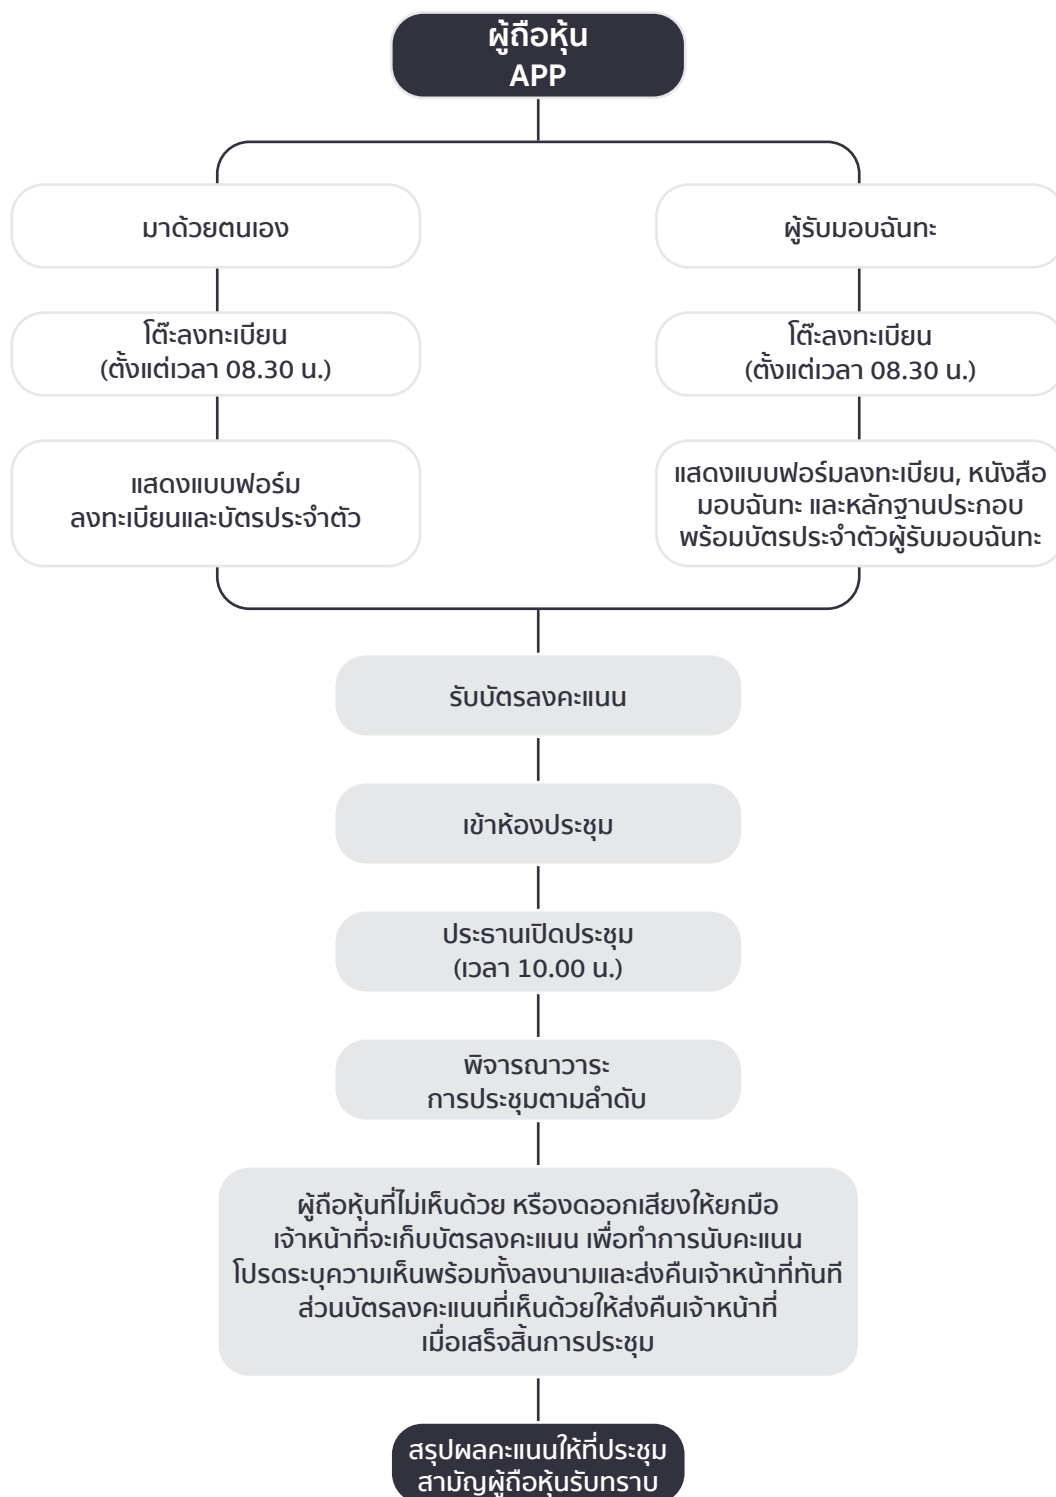 ผู้ถือหุ้น
APP
มาด้วยตนเอง
ผู้รับมอบฉันทะ
โต๊ะลงทะเบียน
(ตั้งแต่เวลา 08.30 น.)
โต๊ะลงทะเบียน
(ตั้งแต่เวลา 08.30 น.)
แสดงแบบฟอร์ม
ลงทะเบียนและบัตรประจำตัว
แสดงแบบฟอร์มลงทะเบียน, หนังสือ
มอบฉันทะ และหลักฐานประกอบ
พร้อมบัตรประจำตัวผู้รับมอบฉันทะ
รับบัตรลงคะแนน
เข้าห้องประชุม
ประธานเปิดประชุม
(เวลา 10.00 น.)
พิจารณาวาระ
การประชุมตามลำดับ
ผู้ถือหุ้นที่ไม่เห็นด้วย หรืองดออกเสียงให้ยกมือ
เจ้าหน้าที่จะเก็บบัตรลงคะแนน เพื่อทำการนับคะแนน
โปรดระบุความเห็นพร้อมทั้งลงนามและส่งคืนเจ้าหน้าที่ทันที
ส่วนบัตรลงคะแนนที่เห็นด้วยให้ส่งคืนเจ้าหน้าที่
เมื่อเสร็จสิ้นการประชุม
สรุปผลคะแนนให้ที่ประชุม
สามัญผู้ถือหุ้นรับทราบ